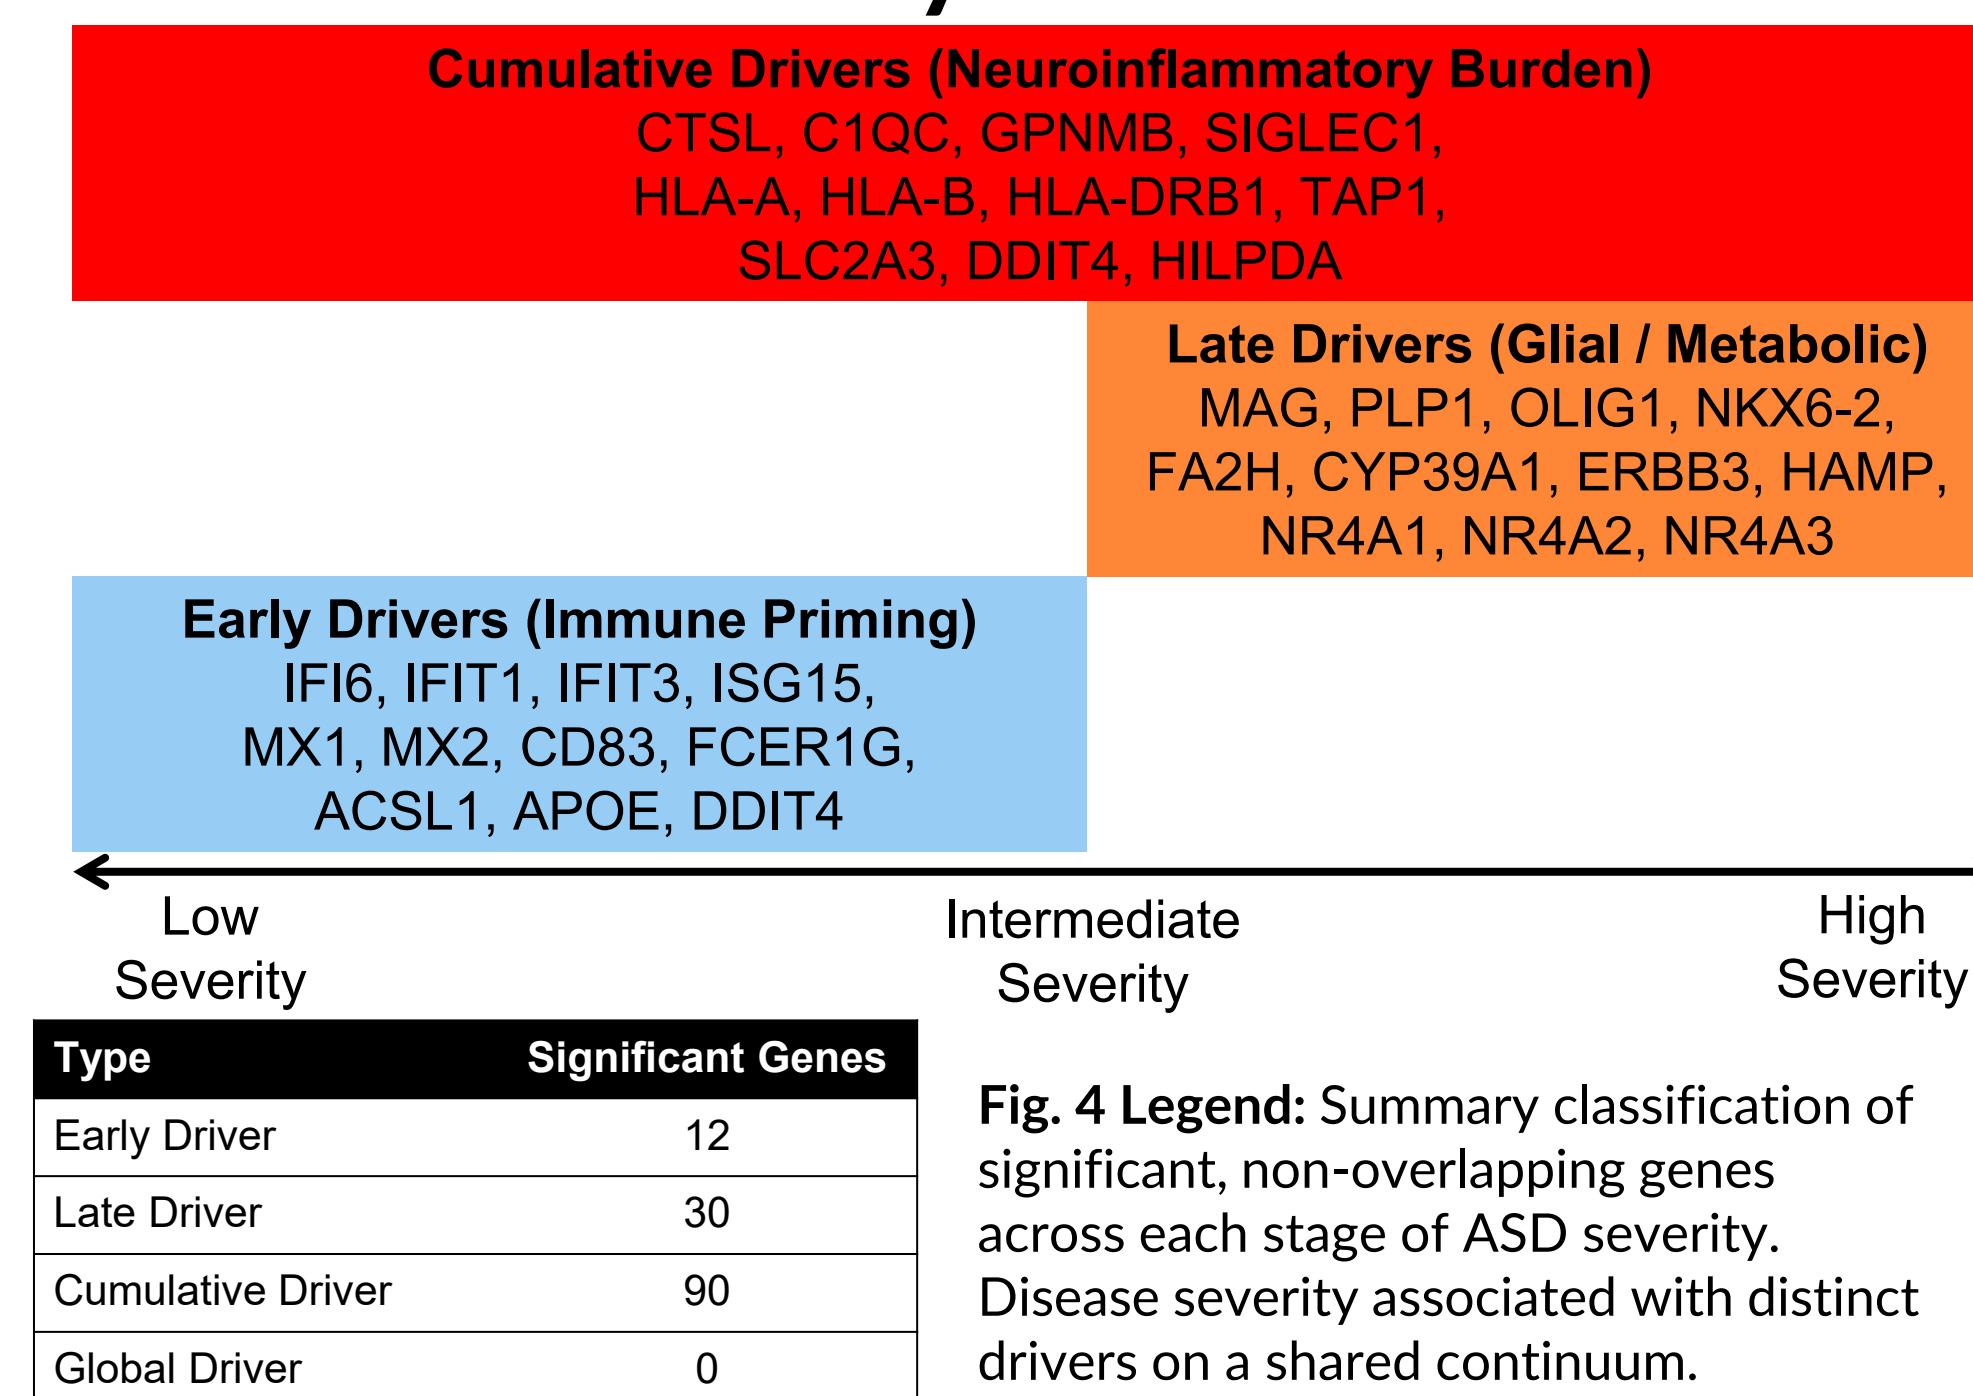 Cumulative Drivers (Neuroinflammatory Burden)
CTSL, C1QC, GPNMB, SIGLEC1,
HLA-A, HLA-B, HLA-DRB1, TAP1,
SLC2A3, DDIT4, HILPDA
Late Drivers (Glial / Metabolic)
MAG, PLP1, OLIG1, NKX6-2,
FA2H, CYP39A1, ERBB3, HAMP,
NR4A1, NR4A2, NR4A3
Early Drivers (Immune Priming)
IFI6, IFIT1, IFIT3, ISG15,
MX1, MX2, CD83, FCER1G,
ACSL1, APOE, DDIT4
Low
Severity
Intermediate
Severity
High
Severity
Type Significant Genes
Early Driver 12
Late Driver 30
Cumulative Driver 90
Global Driver 0
Fig. 4 Legend: Summary classification of
significant, non-overlapping genes
across each stage of ASD severity.
Disease severity associated with distinct
drivers on a shared continuum.